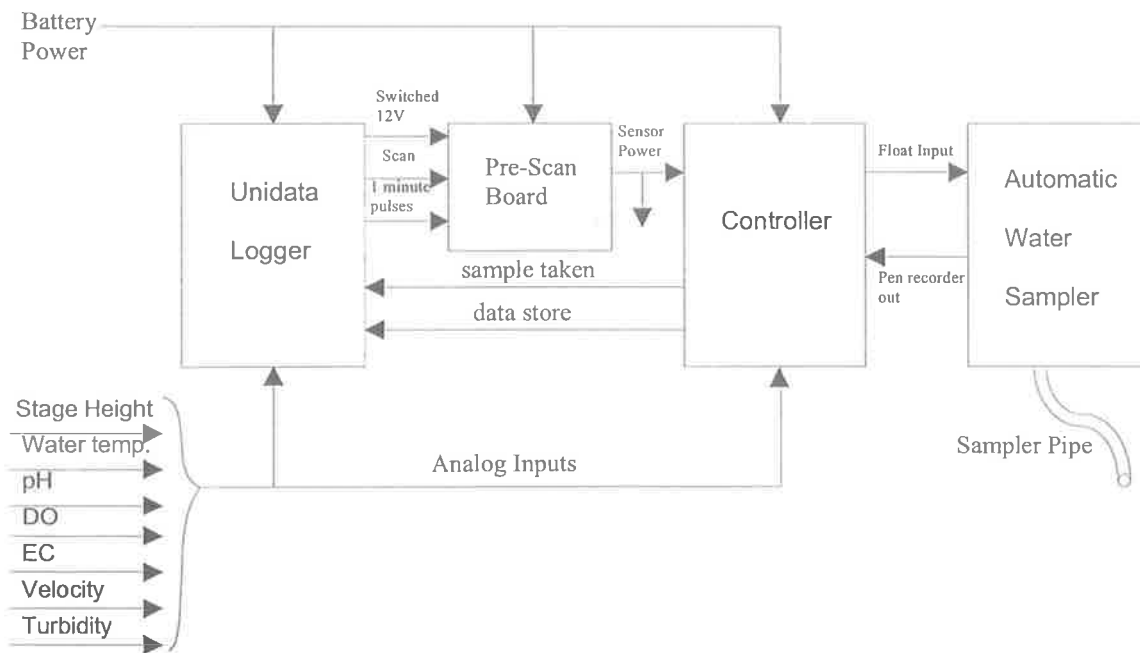 Battery
Power
Switched
12V
Scan
1 minute
pulses
Unidata
Logger
Pre-Scan
Board
Sensor
Power
Controller
Float Input
Pen recorder
out
Automatic
Water
Sampler
sample taken
data store
Stage Height
Water temp.
pH
DO
EC
Velocity
Turbidity
Analog Inputs
Sampler Pipe